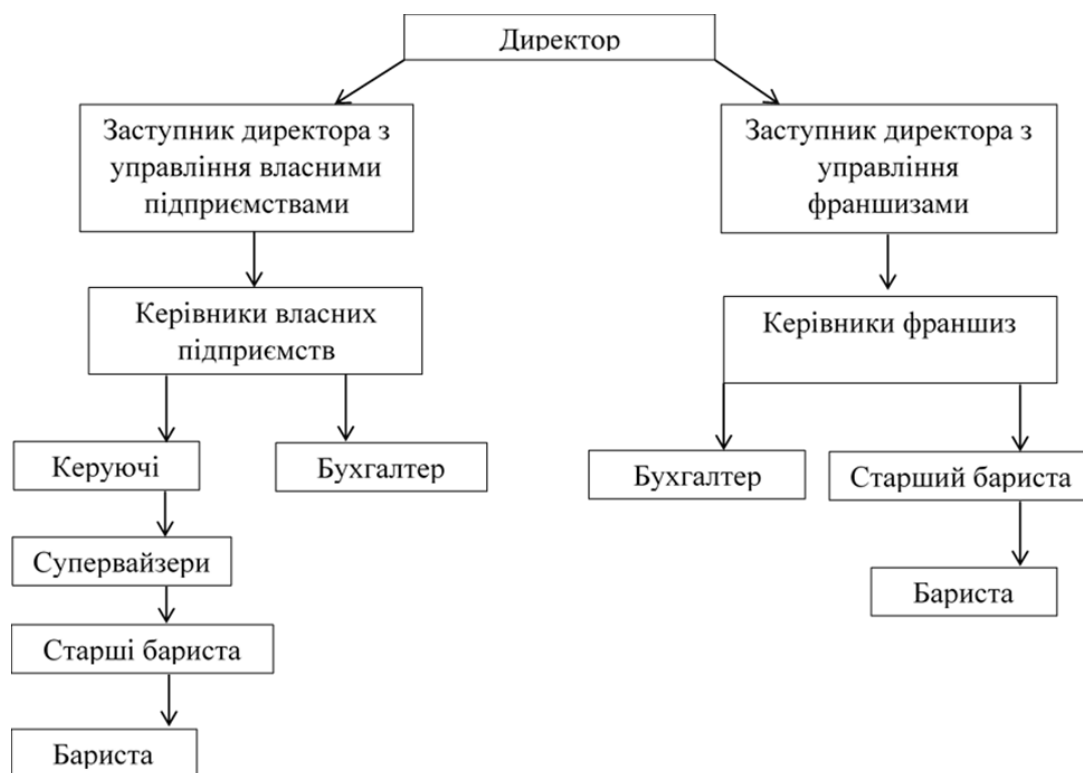 Директор
Заступник директора з
управління власними
підприємствами
Заступник директора з
управління
франшизами
Керівники власних
підприємств
Керівники франшиз
Керуючі
Бухгалтер
Бухгалтер
Старший бариста
Супервайзери
Бариста
Старші бариста
Бариста